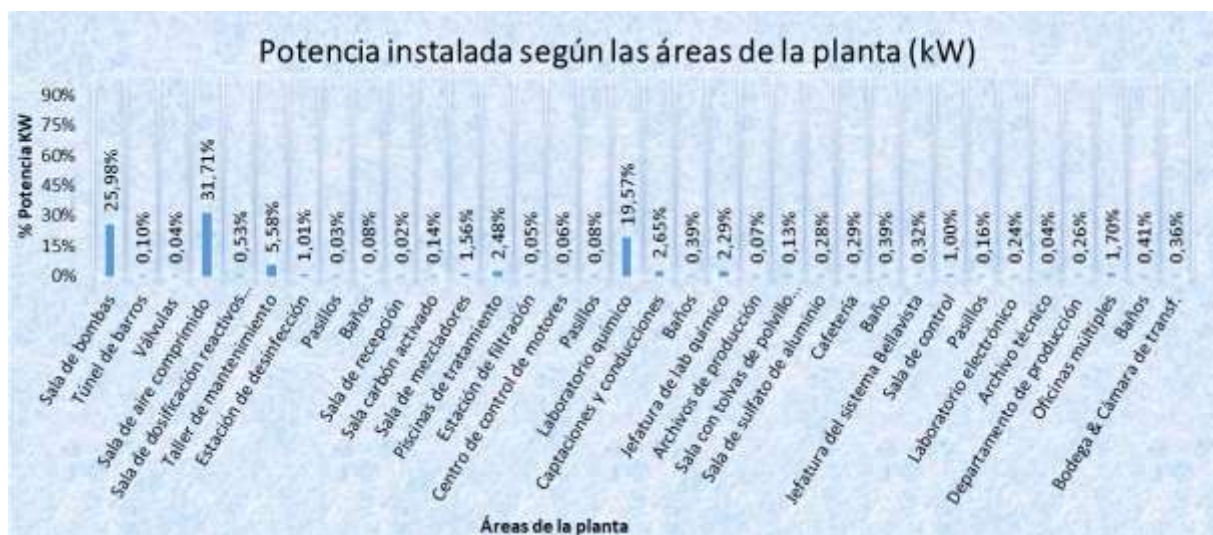 Potencia instalada según las áreas de la planta (kW)
% Potencia KW
90%
75%
60%
45%
30%
15%
0%
25,98%
0,10%
0,04%
31,71%
0,53%
5,58%
1,01%
0,03%
0,08%
0,02%
0,14%
1,56%
2,48%
0,05%
0,06%
0,08%
19,57%
2,65%
0,39%
2,29%
0,07%
0,13%
0,28%
0,29%
0,39%
0,32%
1,00%
0,16%
0,24%
0,04%
0,26%
1,70%
0,41%
0,36%
Sala de bombas
Túnel de barros
Válvulas
Sala de aire comprimido
Sala de dosificación reactivos...
Taller de mantenimiento
Estación de desinfección
Pasillos
Baños
Sala de recepción
Sala carbón activado
Sala de mezcladores
Piscinas de tratamiento
Estación de filtración
Centro de control de motores
Pasillos
Laboratorio químico
Captaciones y conducciones
Baños
Jefatura de lab químico
Archivos de producción
Sala con tolvas de polvillo...
Sala de sulfato de aluminio
Cafetería
Baño
Jefatura del sistema Bellavista
Sala de control
Pasillos
Laboratorio electrónico
Archivo técnico
Departamento de producción
Oficinas múltiples
Baños
Bodega & Cámara de transf.
Áreas de la planta